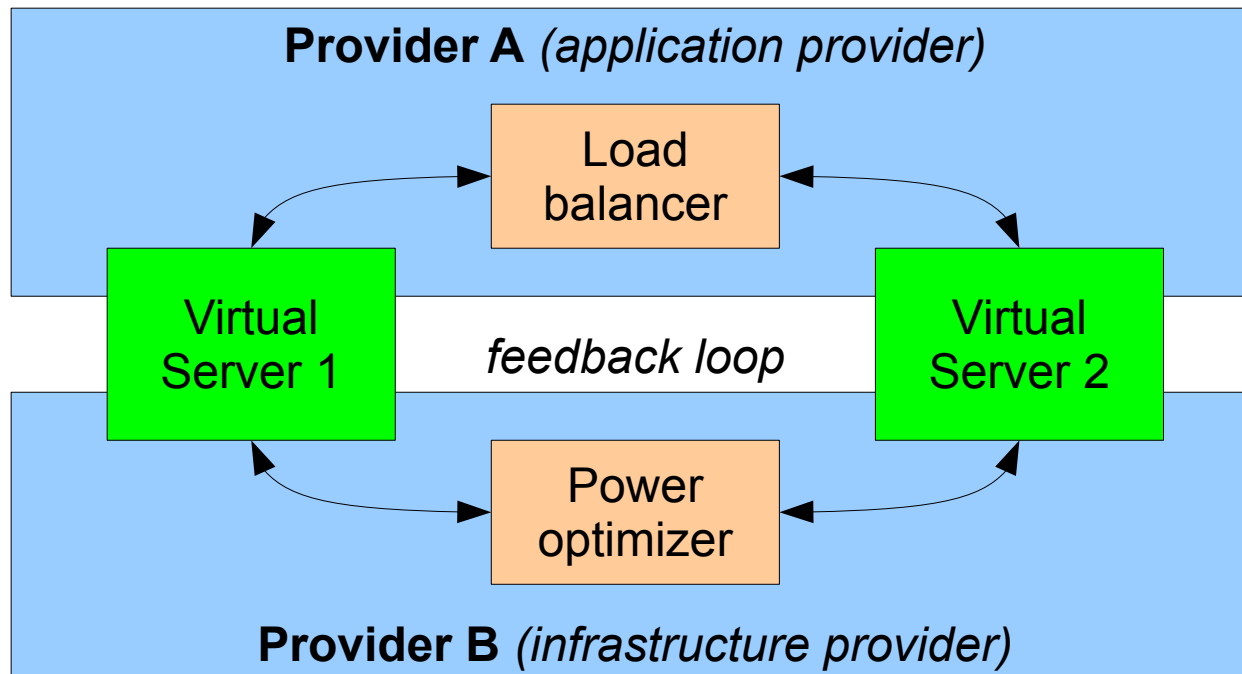 Provider A (application provider)
Load
balancer
Virtual
Server 1
feedback loop
Virtual
Server 2
Power
optimizer
Provider B (infrastructure provider)